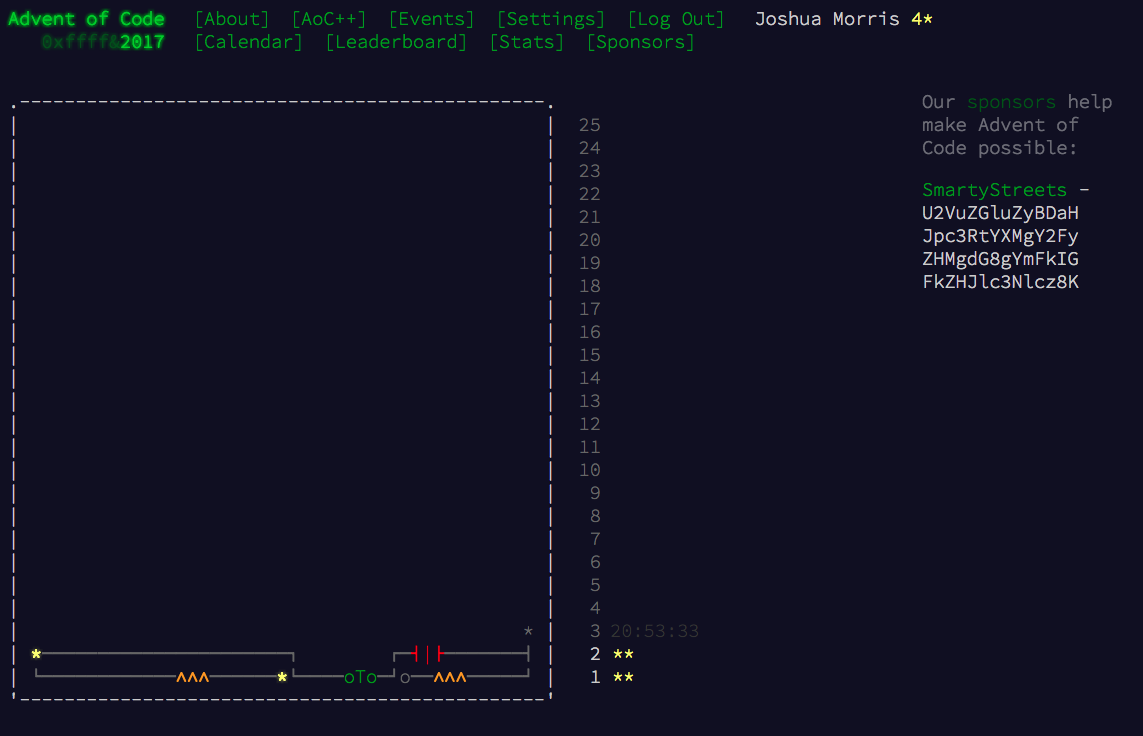 Advent of Code [About] [AoC++] [Events] [Settings] [Log Out] Joshua Morris 4*
0xffff&2017 [Calendar] [Leaderboard] [Stats] [Sponsors]
Our sponsors help
make Advent of
Code possible:
SmartyStreets -
U2VuZGluZyBDaH
Jpc3RtYXMgY2Fy
ZHMgdG8gYmFkIG
FkZHJlc3Nlcz8K
25
24
23
22
21
20
19
18
17
16
15
14
13
12
11
10
9
8
7
6
5
4
* 3 20:53:33
* 2 **
^^^ * oTo o ^^^ 1 **